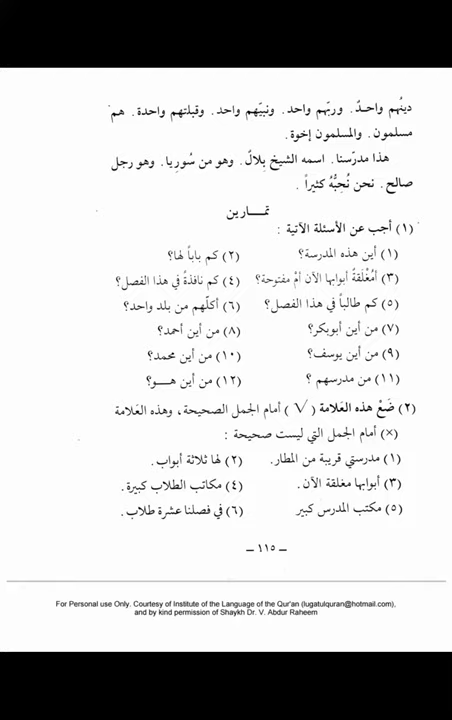 دينُهم واحدٌ. وربّهم واحد. ونبيّهم واحد. وقبلتهم واحدة. هم
مسلمون. والمسلمون إخوة.
هذا مدرّسنا. اسمه الشيخ بِلالٌ. وهو من سُوريا. وهو رجل
صالح. نحن نُحِبُّهُ كثيراً.
تمـــارين
(١) أجب عن الأسئلة الآتية :
(١) أين هذه المدرسة؟ (٢) كم باباً لها؟
(٣) أمُغْلَقةٌ أبوابها الآن أمْ مفتوحة؟ (٤) كم نافذةً في هذا الفصل؟
(٥) كم طالباً في هذا الفصل؟ (٦) أكلّهم من بلد واحد؟
(٧) من أين أبوبكر؟ (٨) من أين أحمد؟
(٩) من أين يوسف؟ (١٠) من أين محمد؟
(١١) من مدرسهم ؟ (١٢) من أين هـــو؟
(٢) ضَعْ هذه العَلامة (√) أمام الجمل الصحيحة، وهذه العَلامة
(×) أمام الجمل التي ليست صحيحة :
(١) مدرستي قريبة من المطار. (٢) لها ثلاثة أبواب.
(٣) أبوابها مغلقة الآن. (٤) مكاتب الطلاب كبيرة.
(٥) مكتب المدرس كبير (٦) في فصلنا عشرة طلاب.
– ١١٥ –
For Personal use Only. Courtesy of Institute of the Language of the Qur'an (lugatulquran@hotmail.com),
and by kind permission of Shaykh Dr. V. Abdur Raheem